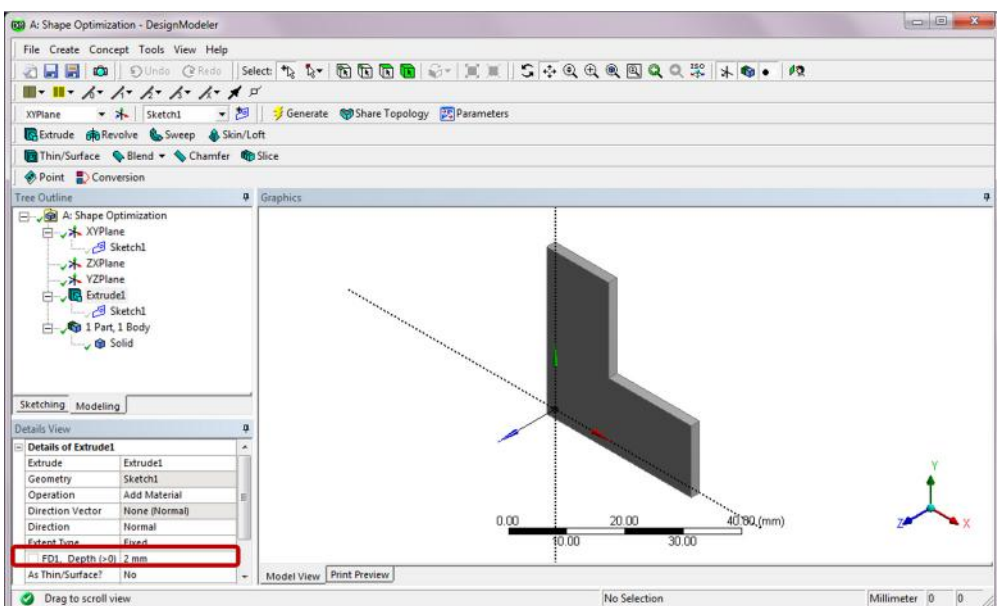 A: Shape Optimization - DesignModeler
File Create Concept Tools View Help
Undo Redo Select:
XYPlane Sketch1 Generate Share Topology Parameters
Extrude Revolve Sweep Skin/Loft
Thin/Surface Blend Chamfer Slice
Point Conversion
Tree Outline
Graphics
A: Shape Optimization
XYPlane
Sketch1
ZXPlane
YZPlane
Extrude1
Sketch1
1 Part, 1 Body
Solid
Sketching Modeling
Details View
Details of Extrude1
Extrude Extrude1
Geometry Sketch1
Operation Add Material
Direction Vector None (Normal)
Direction Normal
Extent Type Fixed
FD1, Depth (>0) 2 mm
As Thin/Surface? No
0.00 20.00 40.00 (mm)
10.00 30.00
Y
Z X
Model View Print Preview
Drag to scroll view No Selection Millimeter 0 0